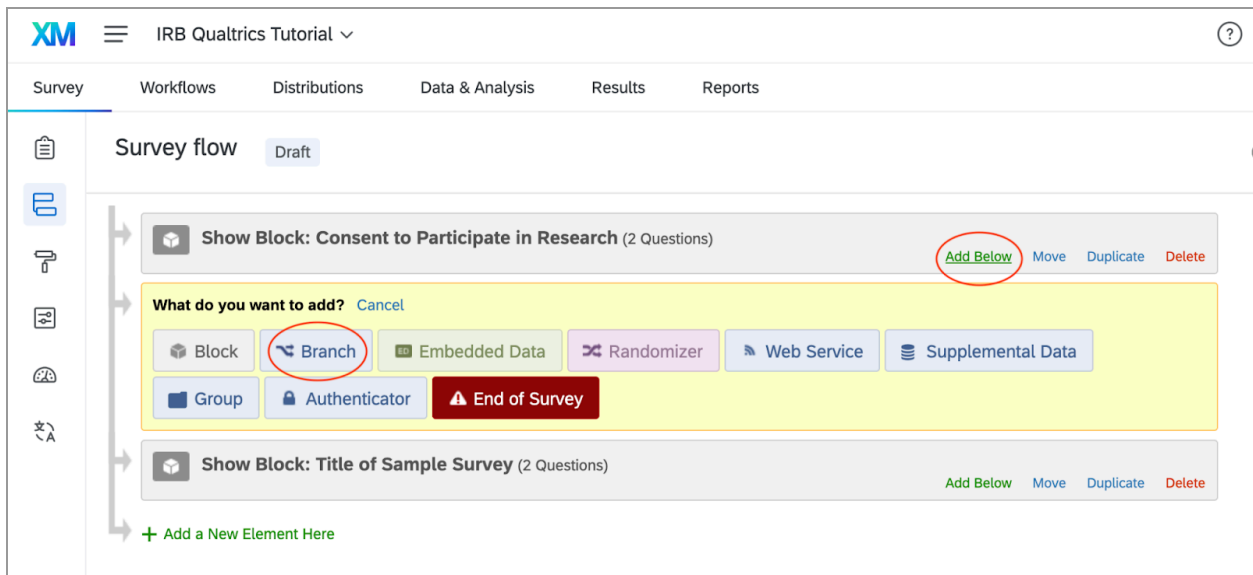 XM IRB Qualtrics Tutorial ?
Survey Workflows Distributions Data & Analysis Results Reports
Survey flow Draft
Show Block: Consent to Participate in Research (2 Questions)
Add Below Move Duplicate Delete
What do you want to add? Cancel
Block Branch ED Embedded Data Randomizer Web Service Supplemental Data
Group Authenticator End of Survey
Show Block: Title of Sample Survey (2 Questions)
Add Below Move Duplicate Delete
+ Add a New Element Here